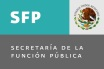 SFP
SECRETARÍA DE LA
FUNCIÓN PÚBLICA